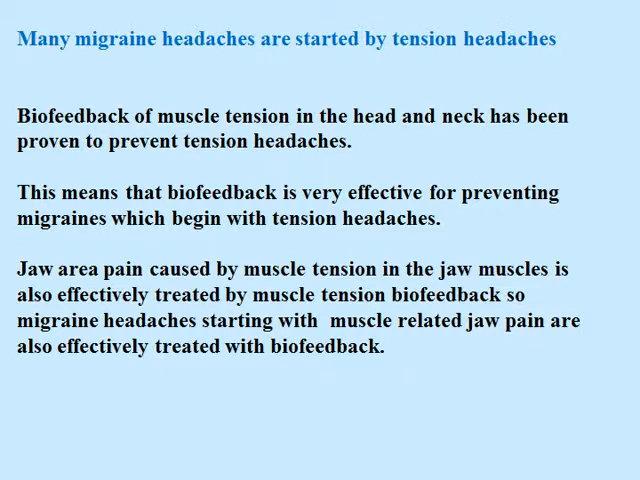 Many migraine headaches are started by tension headaches
Biofeedback of muscle tension in the head and neck has been
proven to prevent tension headaches.
This means that biofeedback is very effective for preventing
migraines which begin with tension headaches.
Jaw area pain caused by muscle tension in the jaw muscles is
also effectively treated by muscle tension biofeedback so
migraine headaches starting with  muscle related jaw pain are
also effectively treated with biofeedback.